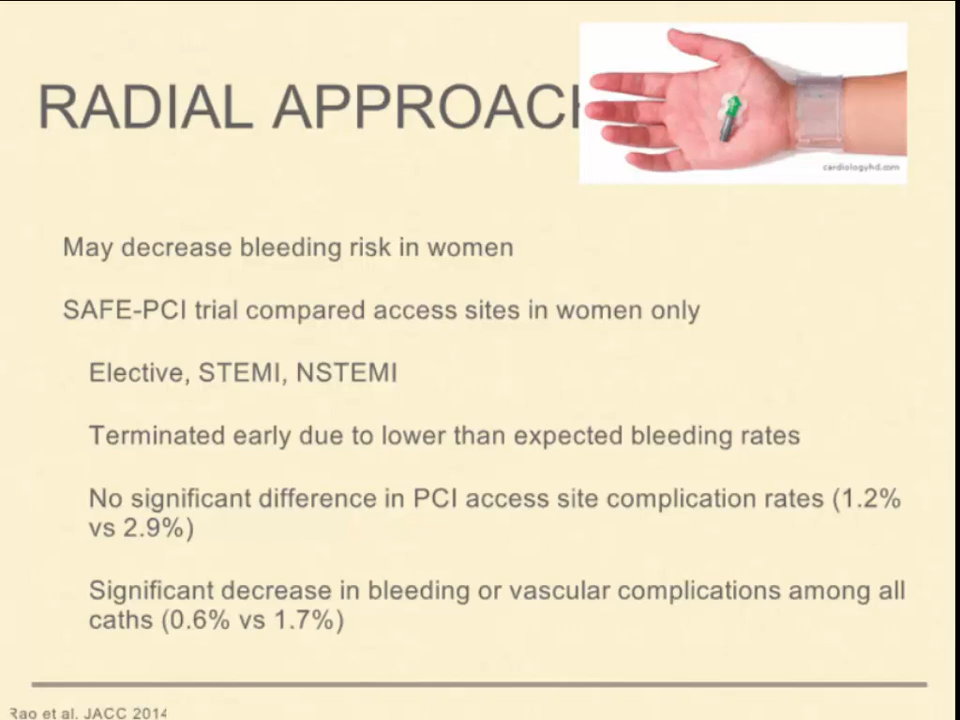 RADIAL APPROACH
cardiologyhd.com
May decrease bleeding risk in women
SAFE-PCI trial compared access sites in women only
Elective, STEMI, NSTEMI
Terminated early due to lower than expected bleeding rates
No significant difference in PCI access site complication rates (1.2%
vs 2.9%)
Significant decrease in bleeding or vascular complications among all
caths (0.6% vs 1.7%)
Rao et al. JACC 2014